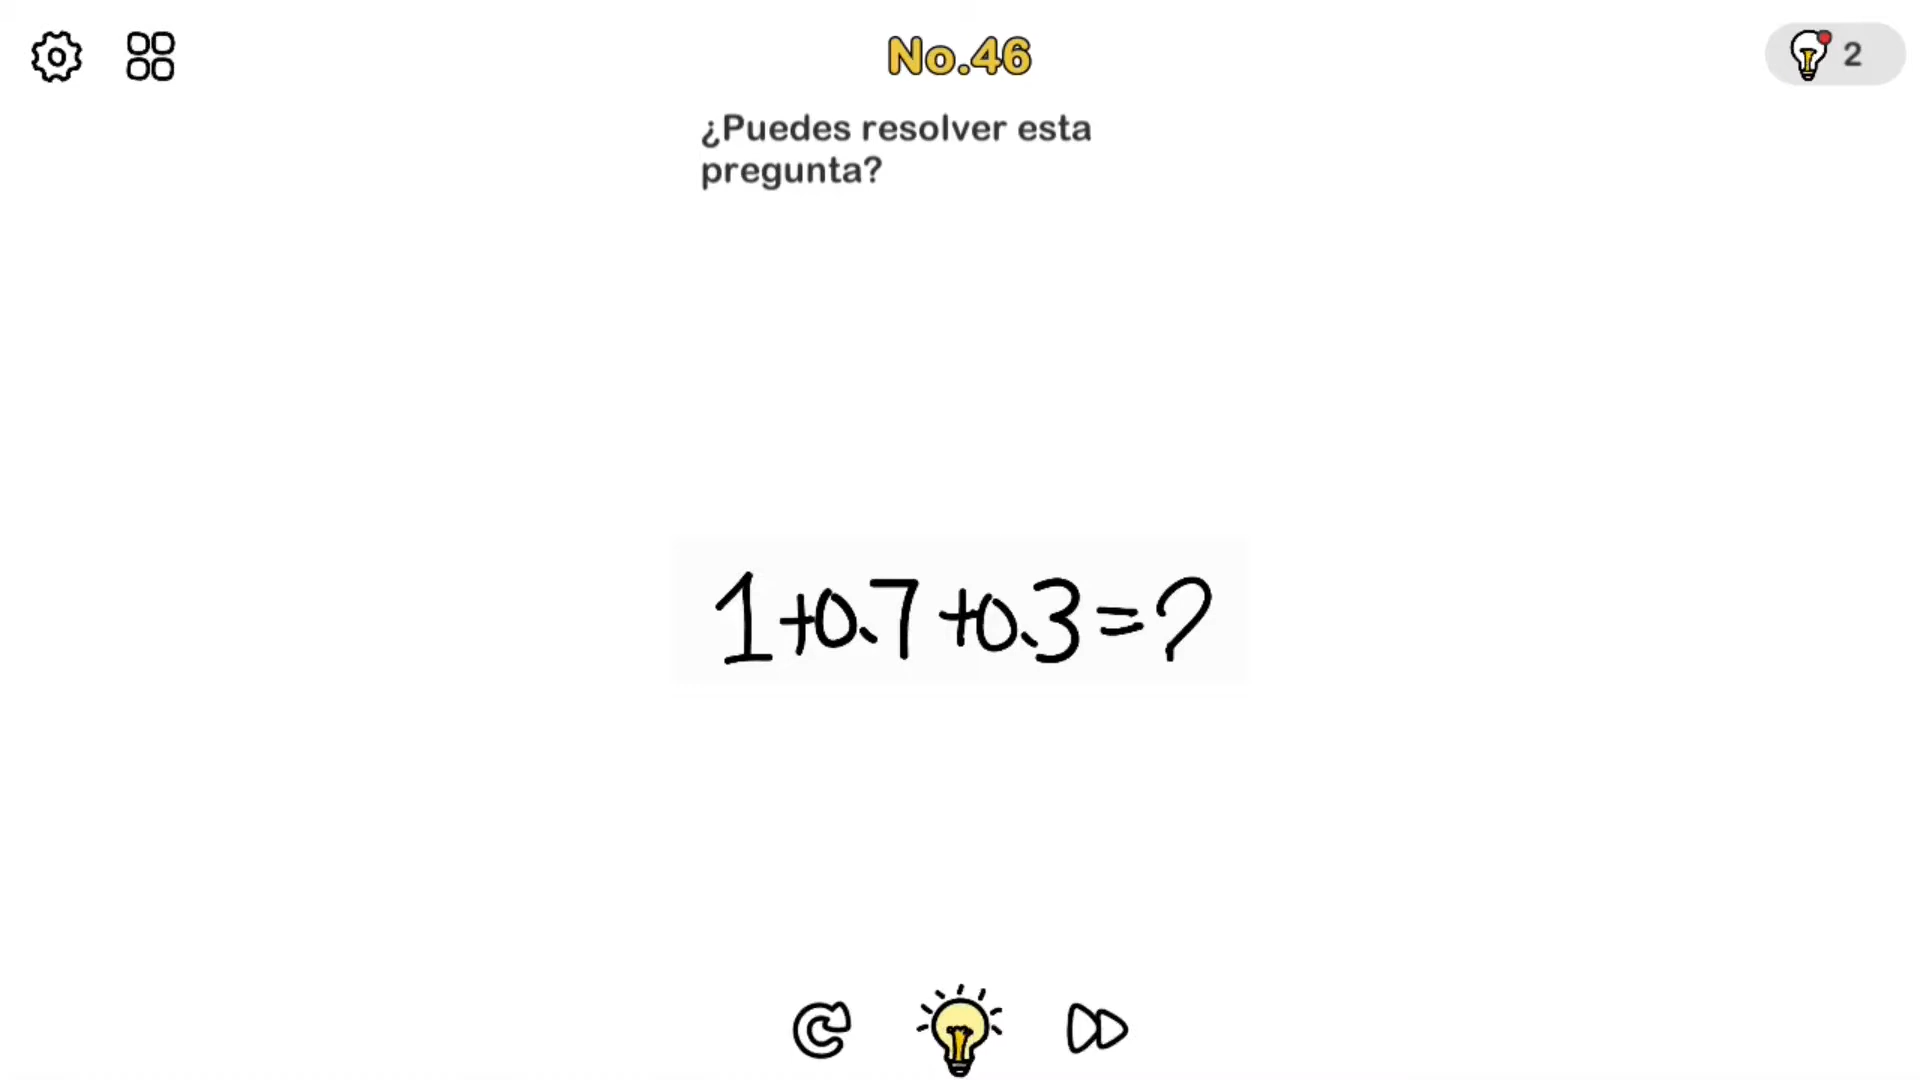 No.46
2
¿Puedes resolver esta
pregunta?
1+0.7+0.3=?